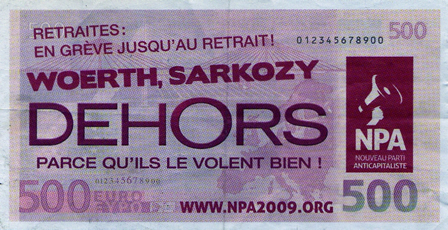 RETRAITES:
EN GRÈVE JUSQU'AU RETRAIT!
012345678900
500
WOERTH, SARKOZY
DEHORS
PARCE QU'ILS LE VOLENT BIEN !
NPA
NOUVEAU PARTI
ANTICAPITALISTE
012345678900
500 EURO
WWW.NPA2009.ORG
500